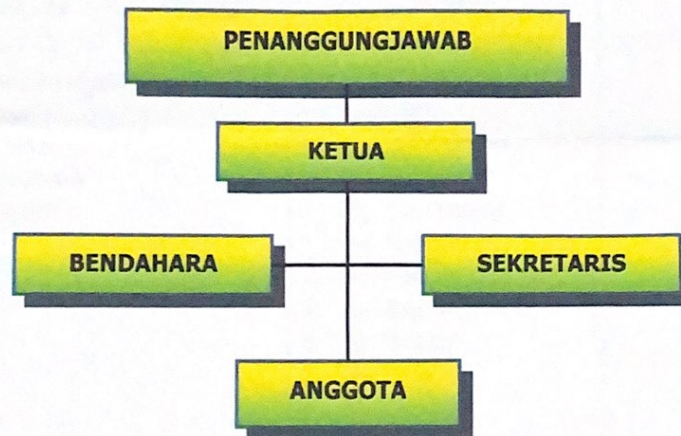 PENANGGUNGJAWAB
KETUA
BENDAHARA
SEKRETARIS
ANGGOTA